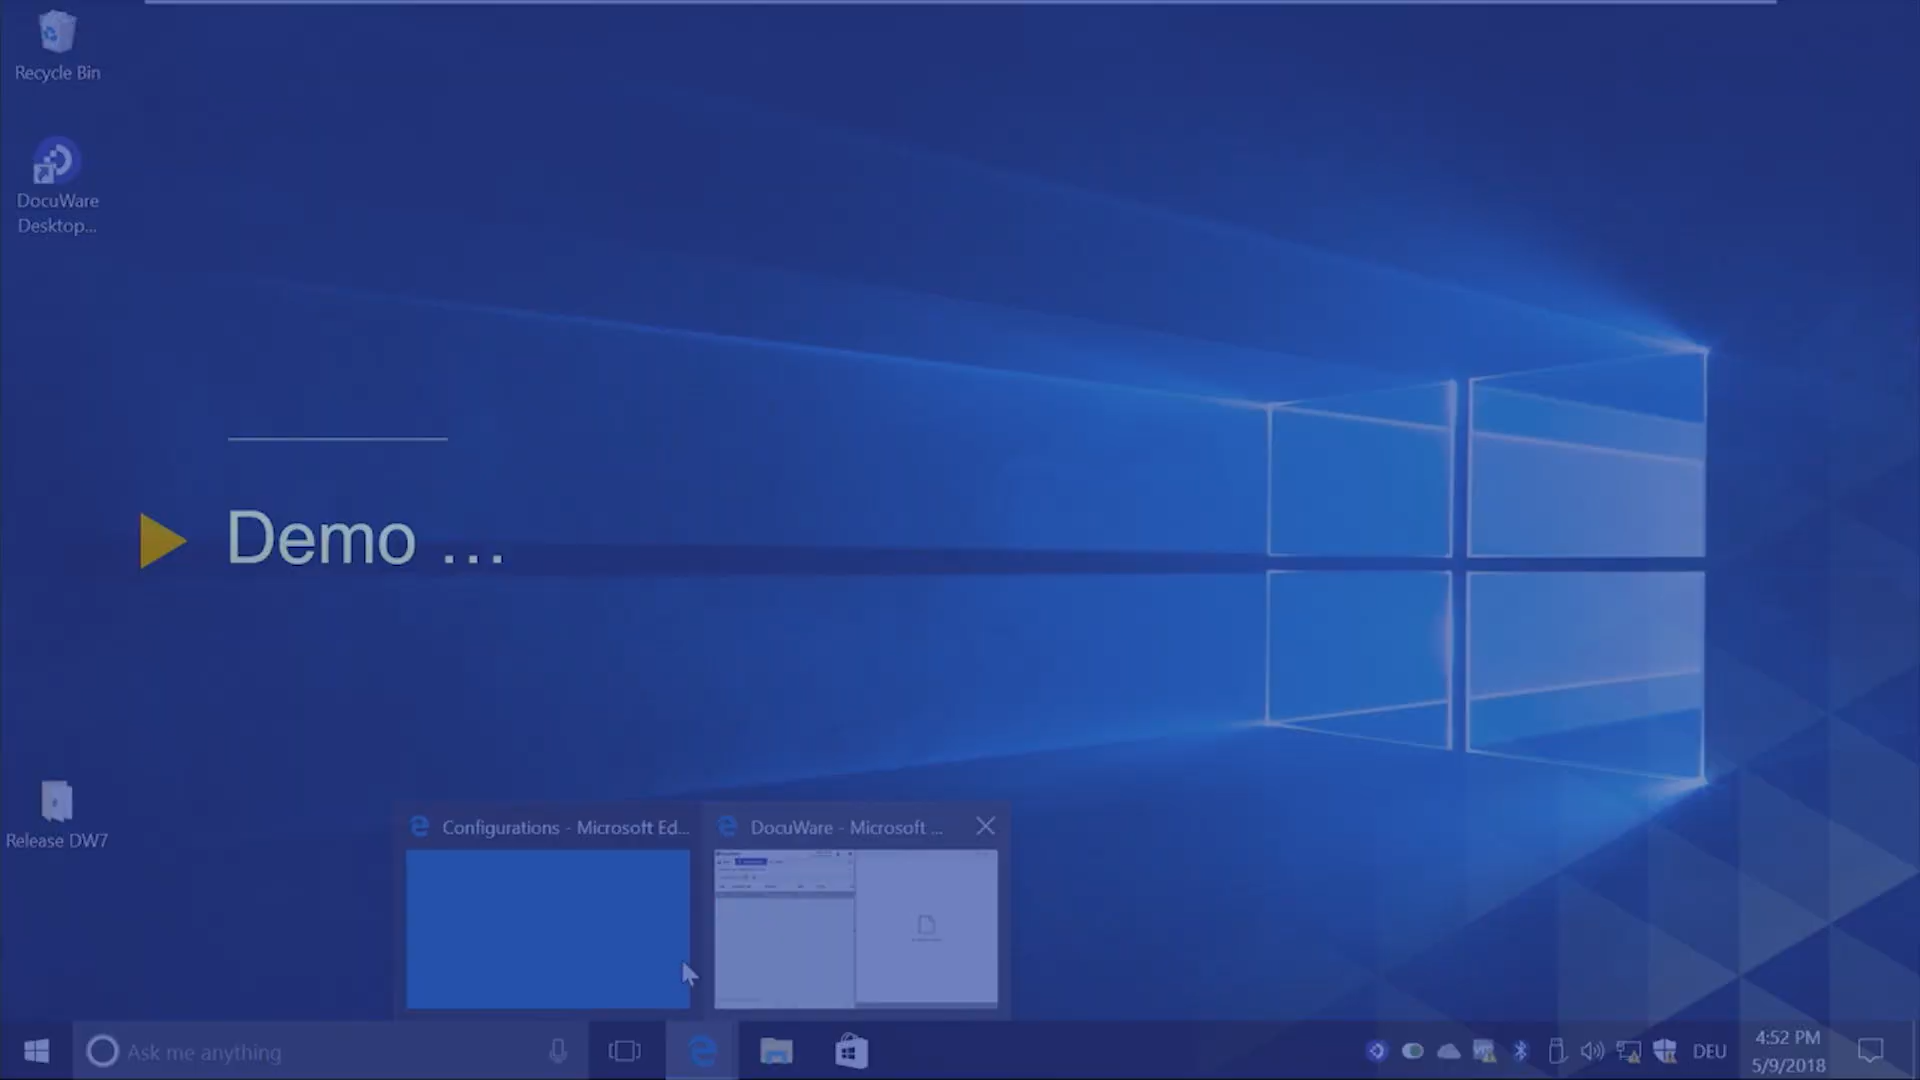 Recycle Bin
DocuWare
Desktop...
Demo ...
Release DW7
Configurations - Microsoft Ed...
DocuWare - Microsoft ...
Ask me anything
DEU
4:52 PM
5/9/2018